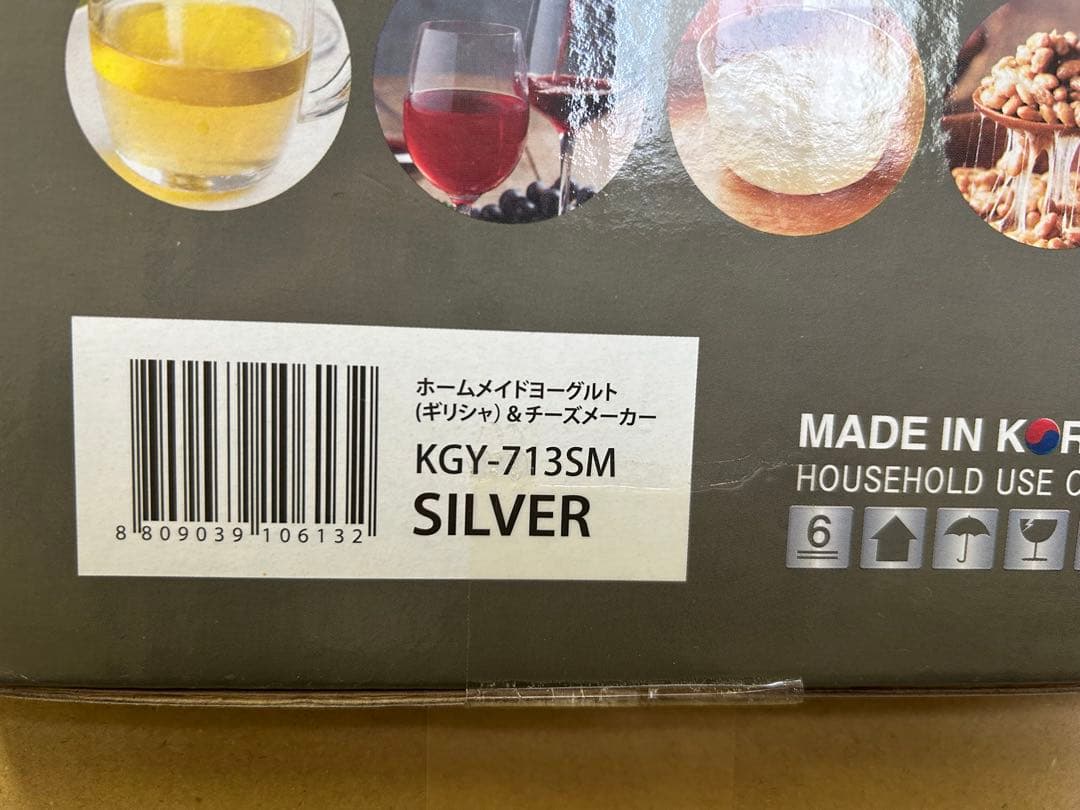 ホームメイドヨーグルト
(ギリシャ)&チーズメーカー
KGY-713SM
SILVER
8 809039 106132
MADE IN KOR
HOUSEHOLD USE
6